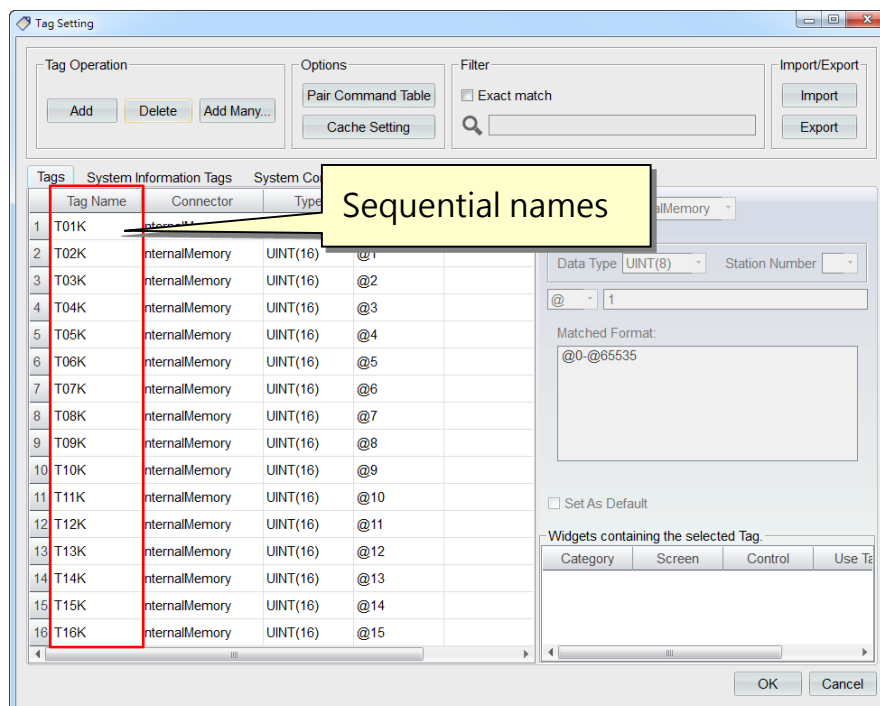 Tag Setting
Tag Operation
Options
Filter
Import/Export
Add
Delete
Add Many...
Pair Command Table
Cache Setting
Exact match
Import
Export
Tags
System Information Tags
Sequential names
Tag Name Connector Type
1 T01K
2 T02K nternalMemory UINT(16) @1
3 T03K nternalMemory UINT(16) @2
4 T04K nternalMemory UINT(16) @3
5 T05K nternalMemory UINT(16) @4
6 T06K nternalMemory UINT(16) @5
7 T07K nternalMemory UINT(16) @6
8 T08K nternalMemory UINT(16) @7
9 T09K nternalMemory UINT(16) @8
10 T10K nternalMemory UINT(16) @9
11 T11K nternalMemory UINT(16) @10
12 T12K nternalMemory UINT(16) @11
13 T13K nternalMemory UINT(16) @12
14 T14K nternalMemory UINT(16) @13
15 T15K nternalMemory UINT(16) @14
16 T16K nternalMemory UINT(16) @15
alMemory
Data Type UINT(8) Station Number
@ 1
Matched Format:
@0-@65535
Set As Default
Widgets containing the selected Tag.
Category Screen Control Use Ta
OK Cancel